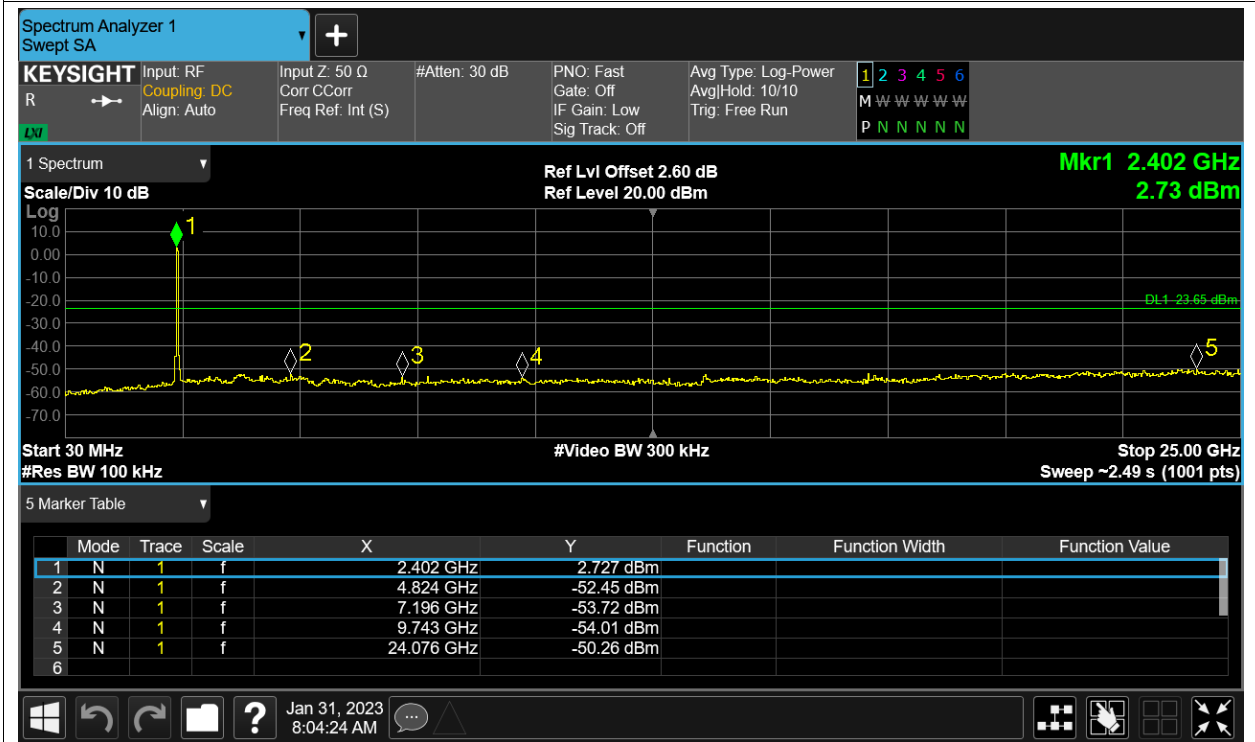 Spectrum Analyzer 1
Swept SA
+
KEYSIGHT
R
LXI
Input: RF
Coupling: DC
Align: Auto
Input Z: 50 Ω
Corr CCorr
Freq Ref: Int (S)
#Atten: 30 dB
PNO: Fast
Gate: Off
IF Gain: Low
Sig Track: Off
Avg Type: Log-Power
Avg|Hold: 10/10
Trig: Free Run
1 2 3 4 5 6
M W W W W W
P N N N N N
1 Spectrum
Scale/Div 10 dB
Ref Lvl Offset 2.60 dB
Ref Level 20.00 dBm
Mkr1 2.402 GHz
2.73 dBm
Log
10.0
0.00
-10.0
-20.0
-30.0
-40.0
-50.0
-60.0
-70.0
1
DL1 -23.65 dBm
2
3
4
5
Start 30 MHz
#Res BW 100 kHz
#Video BW 300 kHz
Stop 25.00 GHz
Sweep ~2.49 s (1001 pts)
5 Marker Table
Mode Trace Scale X Y Function Function Width Function Value
1 N 1 f 2.402 GHz 2.727 dBm
2 N 1 f 4.824 GHz -52.45 dBm
3 N 1 f 7.196 GHz -53.72 dBm
4 N 1 f 9.743 GHz -54.01 dBm
5 N 1 f 24.076 GHz -50.26 dBm
6
?
Jan 31, 2023
8:04:24 AM